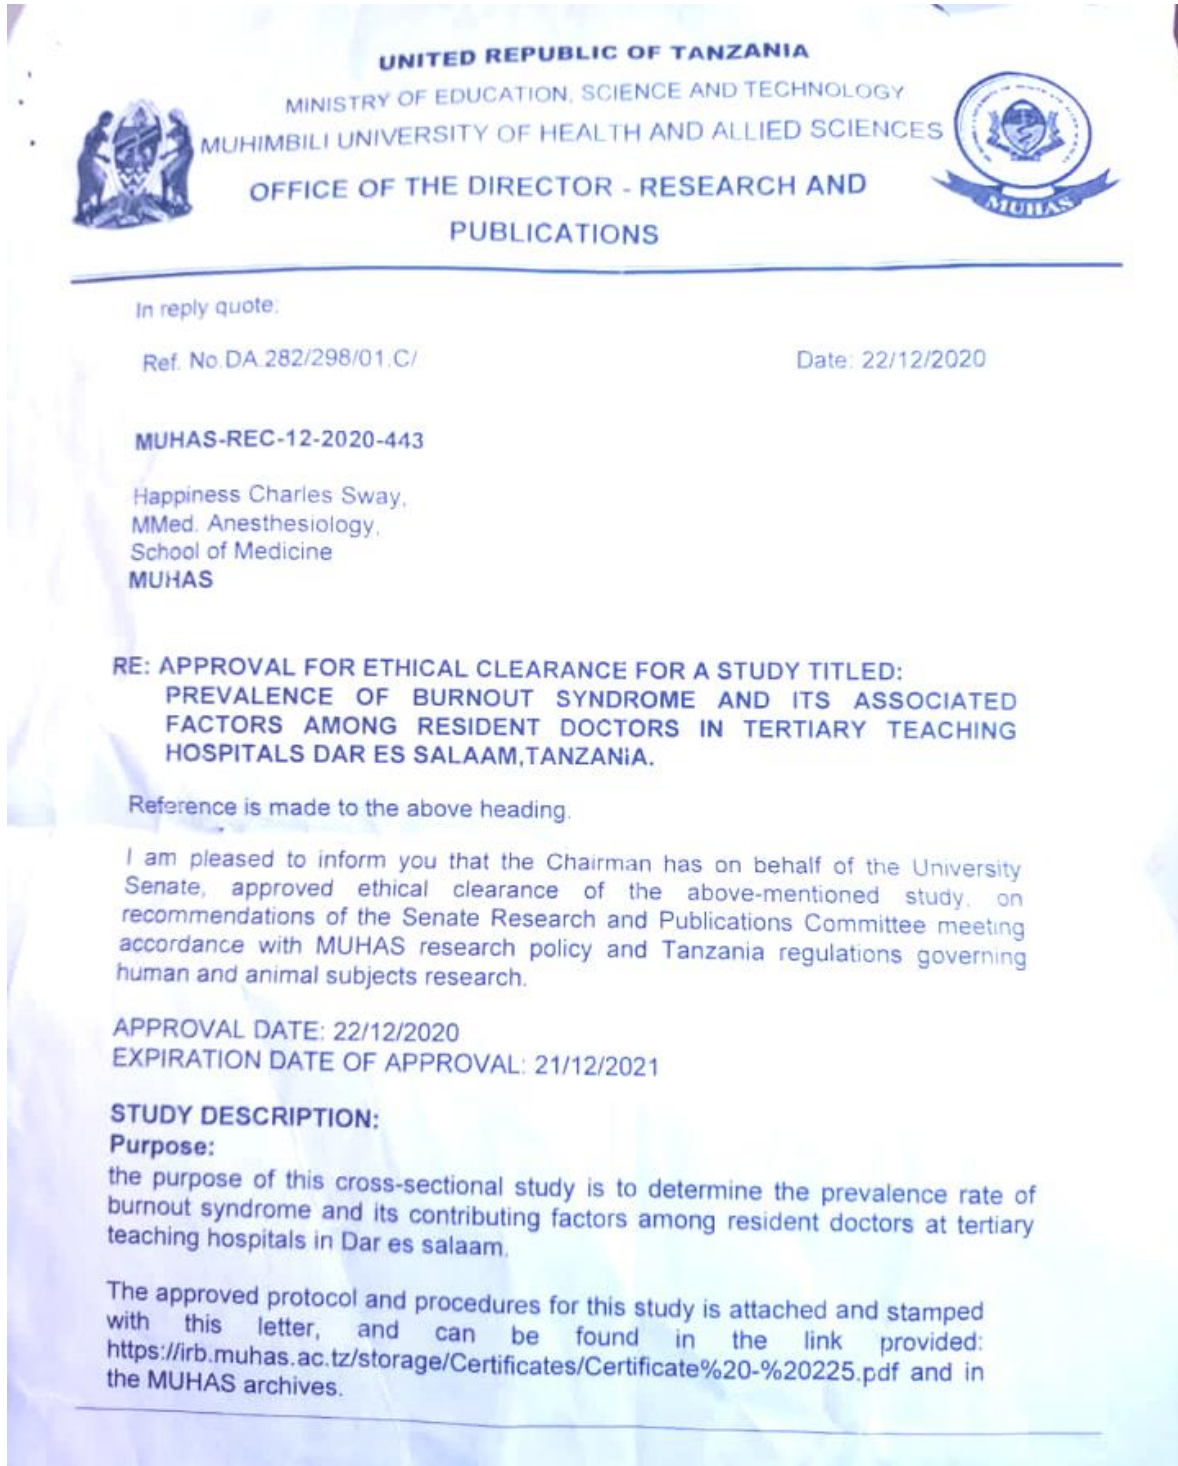 UNITED REPUBLIC OF TANZANIA
MINISTRY OF EDUCATION, SCIENCE AND TECHNOLOGY
MUHIMBILI UNIVERSITY OF HEALTH AND ALLIED SCIENCES
OFFICE OF THE DIRECTOR - RESEARCH AND
PUBLICATIONS
MUHAS
In reply quote:
Ref. No.DA.282/298/01.C/
Date: 22/12/2020
MUHAS-REC-12-2020-443
Happiness Charles Sway,
MMed. Anesthesiology,
School of Medicine
MUHAS
RE: APPROVAL FOR ETHICAL CLEARANCE FOR A STUDY TITLED:
PREVALENCE OF BURNOUT SYNDROME AND ITS ASSOCIATED
FACTORS AMONG RESIDENT DOCTORS IN TERTIARY TEACHING
HOSPITALS DAR ES SALAAM,TANZANiA.
Reference is made to the above heading.
I am pleased to inform you that the Chairman has on behalf of the University
Senate, approved ethical clearance of the above-mentioned study, on
recommendations of the Senate Research and Publications Committee meeting
accordance with MUHAS research policy and Tanzania regulations governing
human and animal subjects research.
APPROVAL DATE: 22/12/2020
EXPIRATION DATE OF APPROVAL: 21/12/2021
STUDY DESCRIPTION:
Purpose:
the purpose of this cross-sectional study is to determine the prevalence rate of
burnout syndrome and its contributing factors among resident doctors at tertiary
teaching hospitals in Dar es salaam.
The approved protocol and procedures for this study is attached and stamped
with this letter, and can be found in the link provided:
https://irb.muhas.ac.tz/storage/Certificates/Certificate%20-%20225.pdf and in
the MUHAS archives.